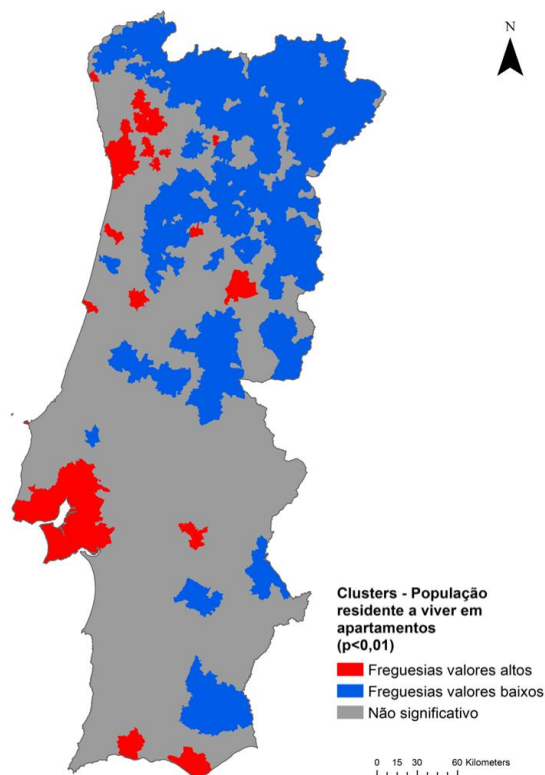 N
Clusters - População
residente a viver em
apartamentos
(p<0,01)
Freguesias valores altos
Freguesias valores baixos
Não significativo
0 15 30 60 Kilometers